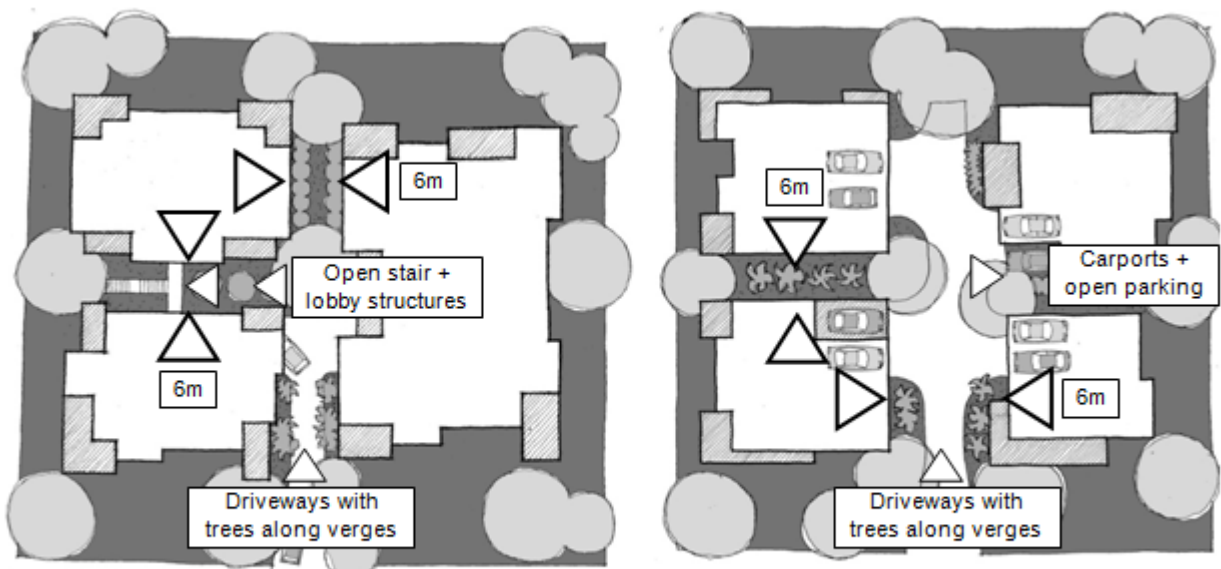 6m
Open stair +
lobby structures
6m
Driveways with
trees along verges
6m
Carports +
open parking
6m
Driveways with
trees along verges